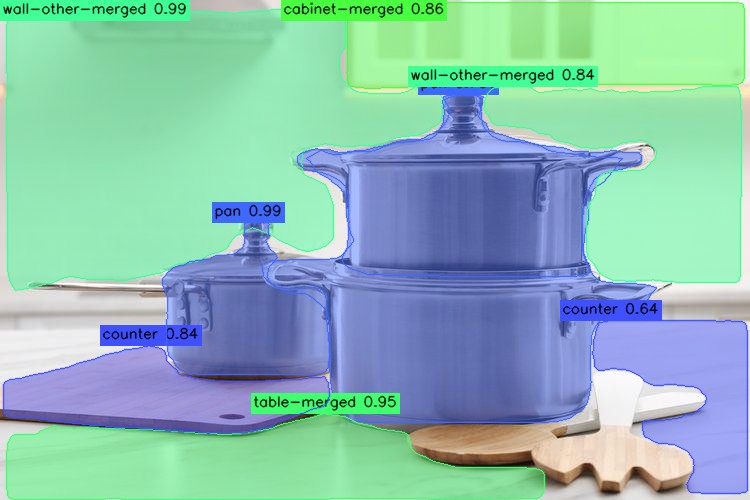 wall-other-merged 0.99
cabinet-merged 0.86
wall-other-merged 0.84
pan 0.99
counter 0.64
counter 0.84
table-merged 0.95